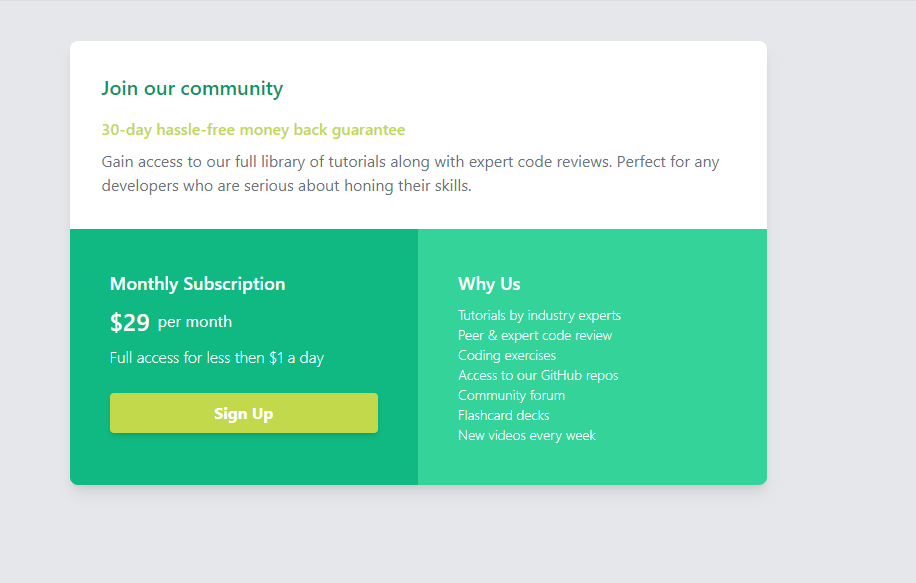 Join our community
30-day hassle-free money back guarantee
Gain access to our full library of tutorials along with expert code reviews. Perfect for any
developers who are serious about honing their skills.
Monthly Subscription
$29 per month
Full access for less then $1 a day
Sign Up
Why Us
Tutorials by industry experts
Peer & expert code review
Coding exercises
Access to our GitHub repos
Community forum
Flashcard decks
New videos every week